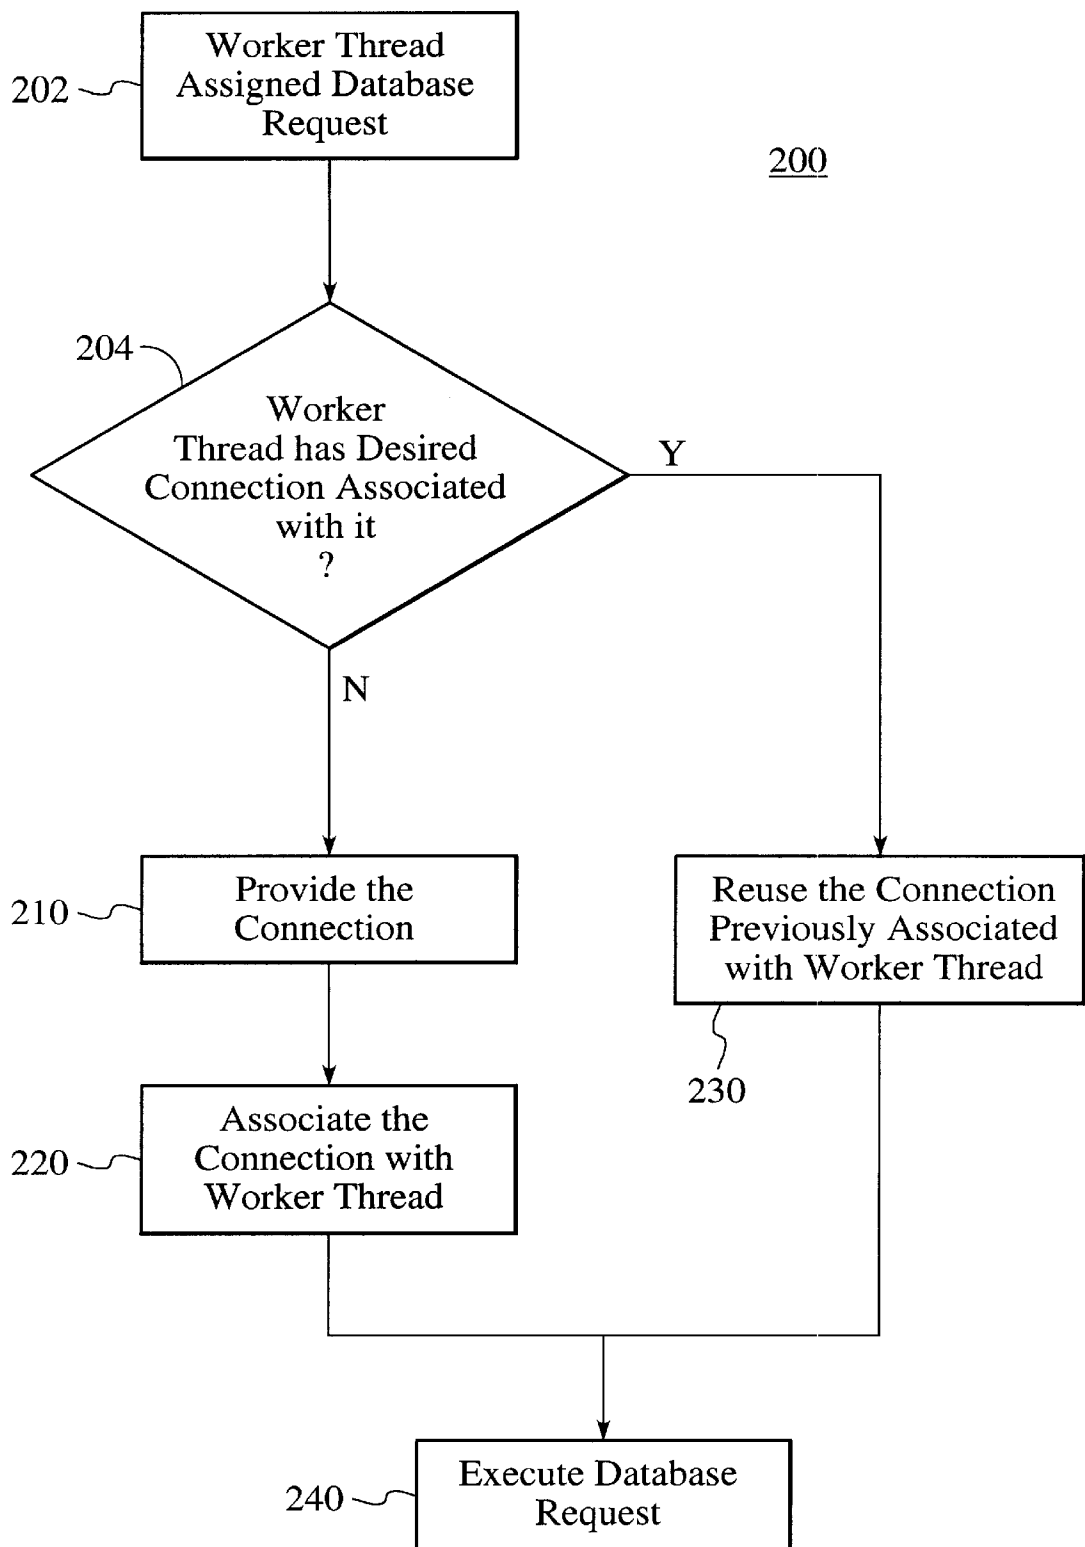 Worker Thread
Assigned Database
Request
202
200
204
Worker
Thread has Desired
Connection Associated
with it
?
Y
N
Provide the
Connection
210
Reuse the Connection
Previously Associated
with Worker Thread
230
Associate the
Connection with
Worker Thread
220
Execute Database
Request
240